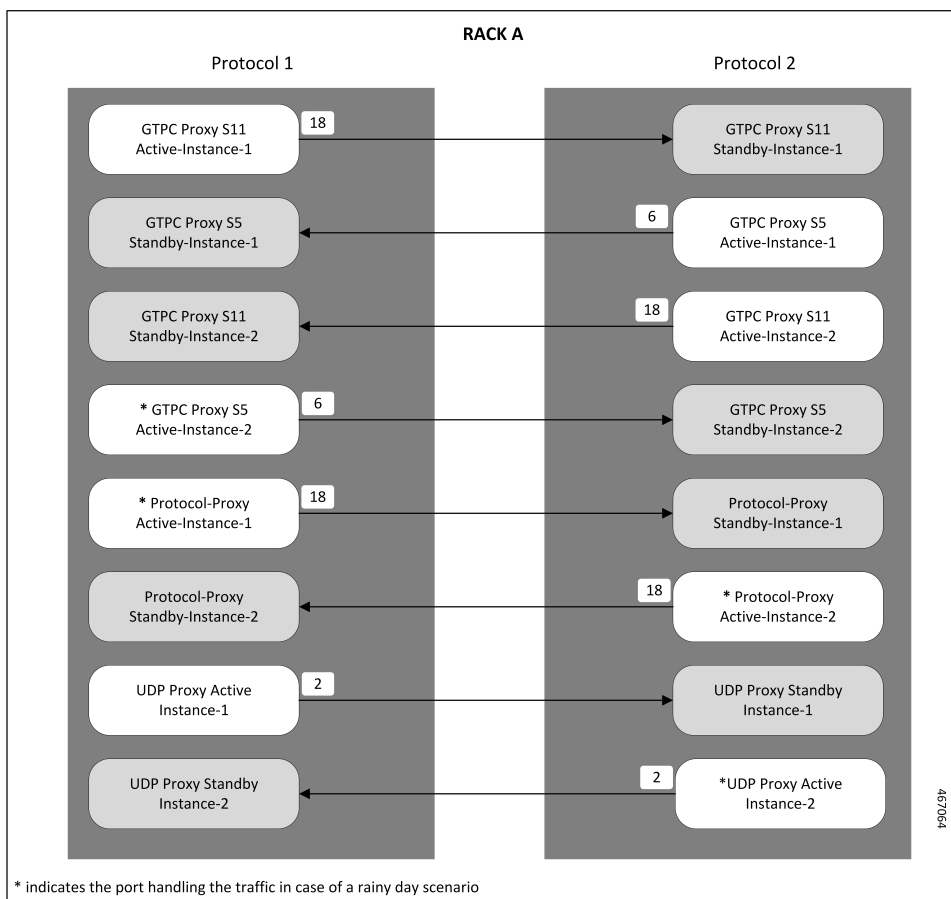 RACK A
Protocol 1
Protocol 2
GTPC Proxy S11
Active-Instance-1
18
GTPC Proxy S11
Standby-Instance-1
GTPC Proxy S5
Standby-Instance-1
6
GTPC Proxy S5
Active-Instance-1
GTPC Proxy S11
Standby-Instance-2
18
GTPC Proxy S11
Active-Instance-2
* GTPC Proxy S5
Active-Instance-2
6
GTPC Proxy S5
Standby-Instance-2
* Protocol-Proxy
Active-Instance-1
18
Protocol-Proxy
Standby-Instance-1
Protocol-Proxy
Standby-Instance-2
18
* Protocol-Proxy
Active-Instance-2
UDP Proxy Active
Instance-1
2
UDP Proxy Standby
Instance-1
UDP Proxy Standby
Instance-2
2
*UDP Proxy Active
Instance-2
467064
* indicates the port handling the traffic in case of a rainy day scenario